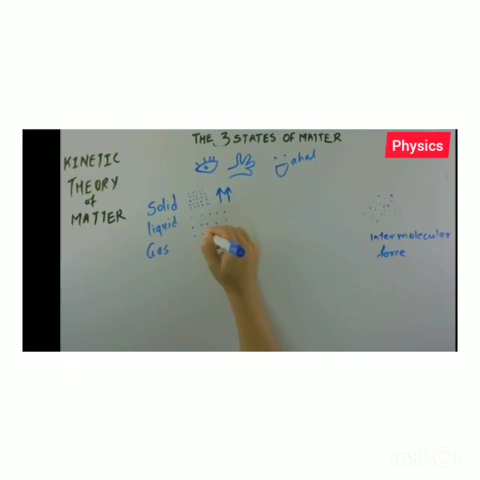 THE 3 STATES OF MATTER
Physics
KINETIC
THEORY
of
MATTER
Solid
liquid
Gas
Intermolecular
force